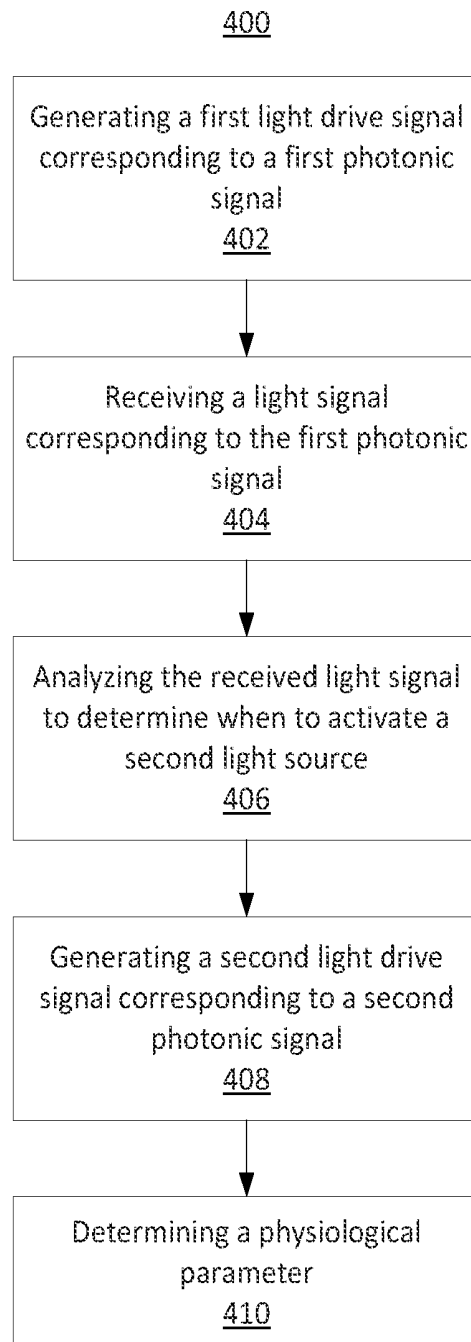 400
Generating a first light drive signal
corresponding to a first photonic
signal
402
Receiving a light signal
corresponding to the first photonic
signal
404
Analyzing the received light signal
to determine when to activate a
second light source
406
Generating a second light drive
signal corresponding to a second
photonic signal
408
Determining a physiological
parameter
410